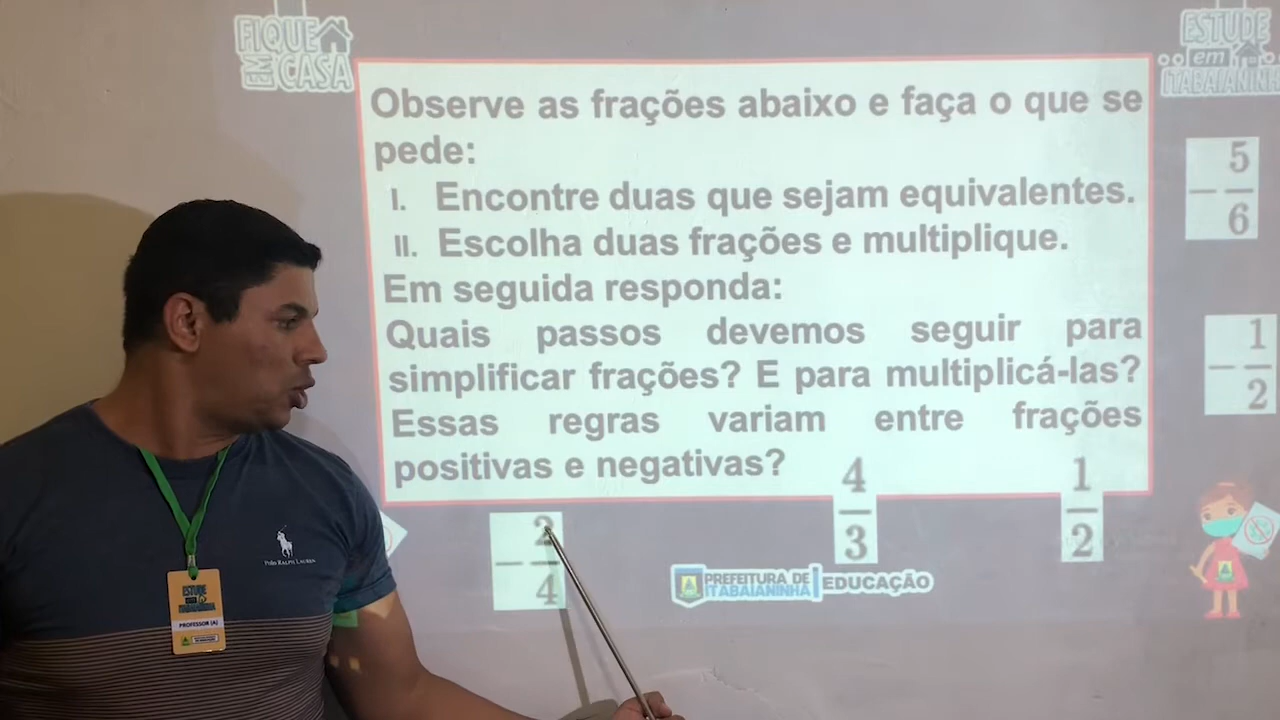 FIQUE
EM CASA
ESTUDE
em
ITABAIANINHA
Observe as frações abaixo e faça o que se
pede:
I. Encontre duas que sejam equivalentes.
II. Escolha duas frações e multiplique.
Em seguida responda:
Quais passos devemos seguir para
simplificar frações? E para multiplicá-las?
Essas regras variam entre frações
positivas e negativas?
-5/6
-1/2
-2/4
4/3
1/2
PREFEITURA DE
ITABAIANINHA
EDUCAÇÃO
Polo RALPH LAUREN
ESTUDE
em
ITABAIANINHA
PROFESSOR (A)